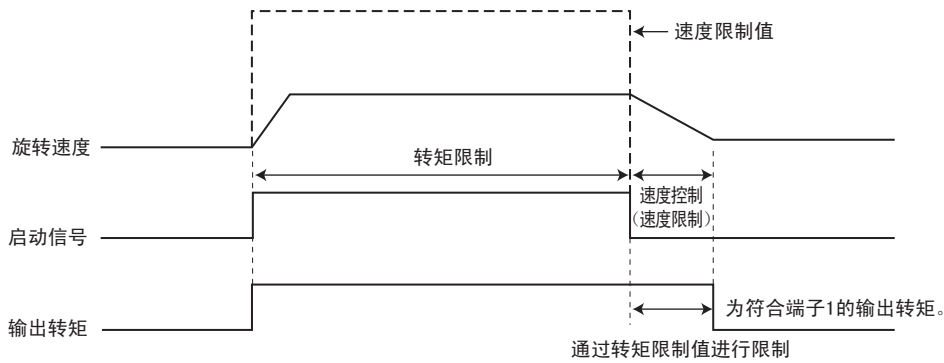 速度限制值
旋转速度
转矩限制
速度控制
（速度限制）
启动信号
为符合端子1的输出转矩。
输出转矩
通过转矩限制值进行限制